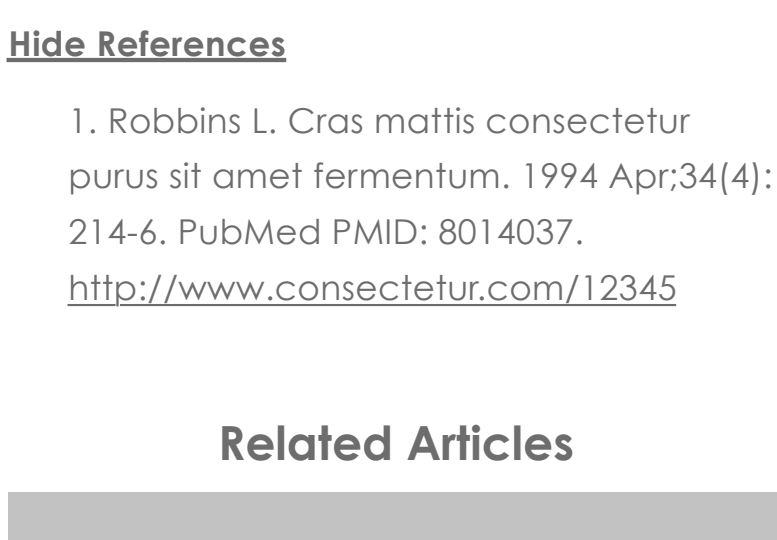 Hide References
1. Robbins L. Cras mattis consectetur
purus sit amet fermentum. 1994 Apr;34(4):
214-6. PubMed PMID: 8014037.
http://www.consectetur.com/12345
Related Articles